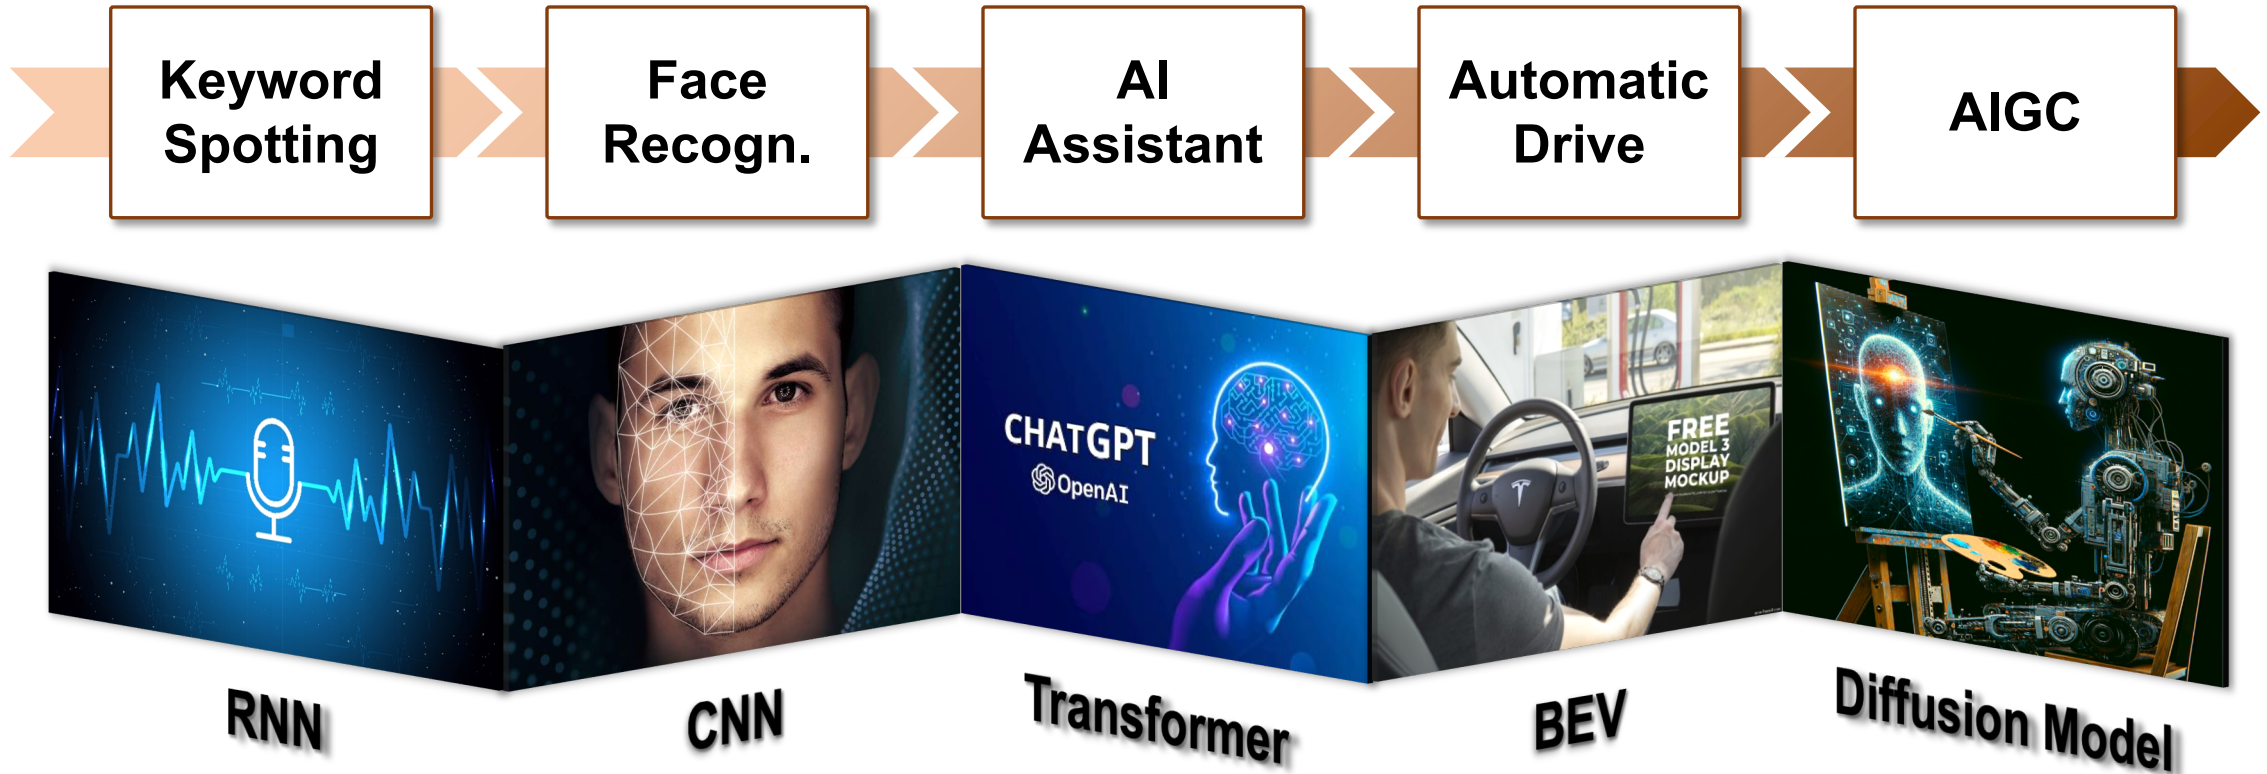 Keyword
Spotting
Face
Recogn.
AI
Assistant
Automatic
Drive
AIGC
CHATGPT
OpenAI
FREE
MODEL 3
DISPLAY
MOCKUP
RNN
CNN
Transformer
BEV
Diffusion Model